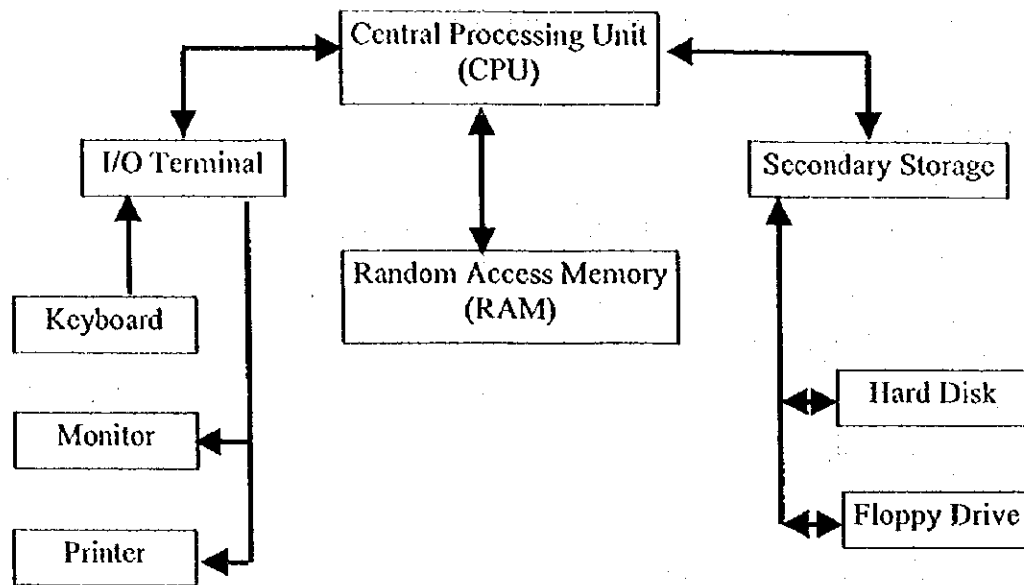 Central Processing Unit
(CPU)
I/O Terminal
Secondary Storage
Random Access Memory
(RAM)
Keyboard
Hard Disk
Monitor
Floppy Drive
Printer